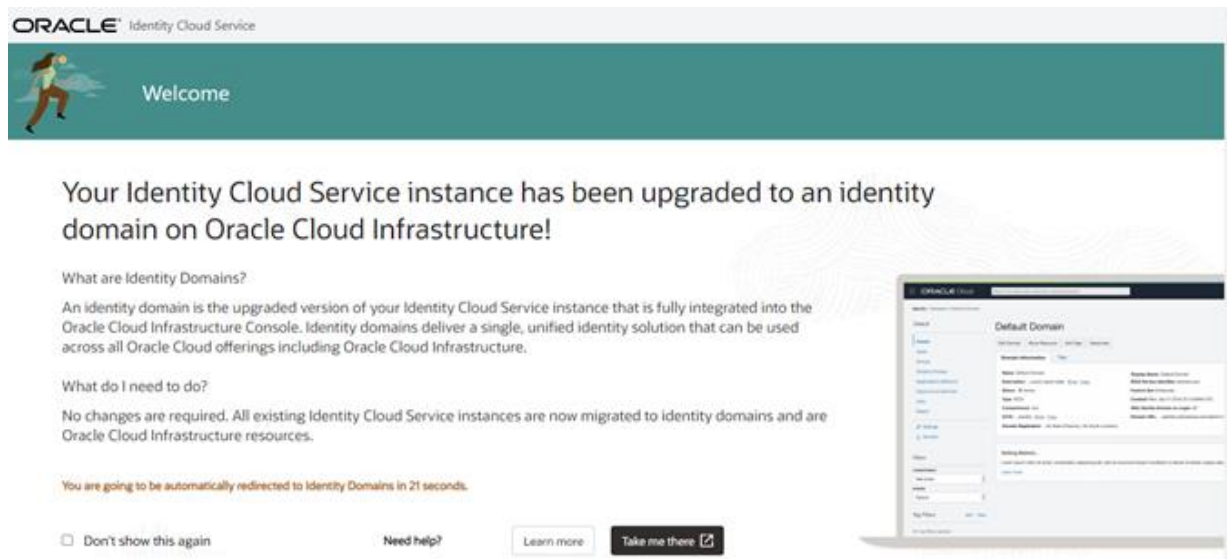 ORACLE Identity Cloud Service
Welcome
Your Identity Cloud Service instance has been upgraded to an identity
domain on Oracle Cloud Infrastructure!
What are Identity Domains?
An identity domain is the upgraded version of your Identity Cloud Service instance that is fully integrated into the
Oracle Cloud Infrastructure Console. Identity domains deliver a single, unified identity solution that can be used
across all Oracle Cloud offerings including Oracle Cloud Infrastructure.
What do I need to do?
No changes are required. All existing Identity Cloud Service instances are now migrated to identity domains and are
Oracle Cloud Infrastructure resources.
You are going to be automatically redirected to Identity Domains in 21 seconds.
Don't show this again
Need help?
Learn more
Take me there
ORACLE Cloud
Default Domain